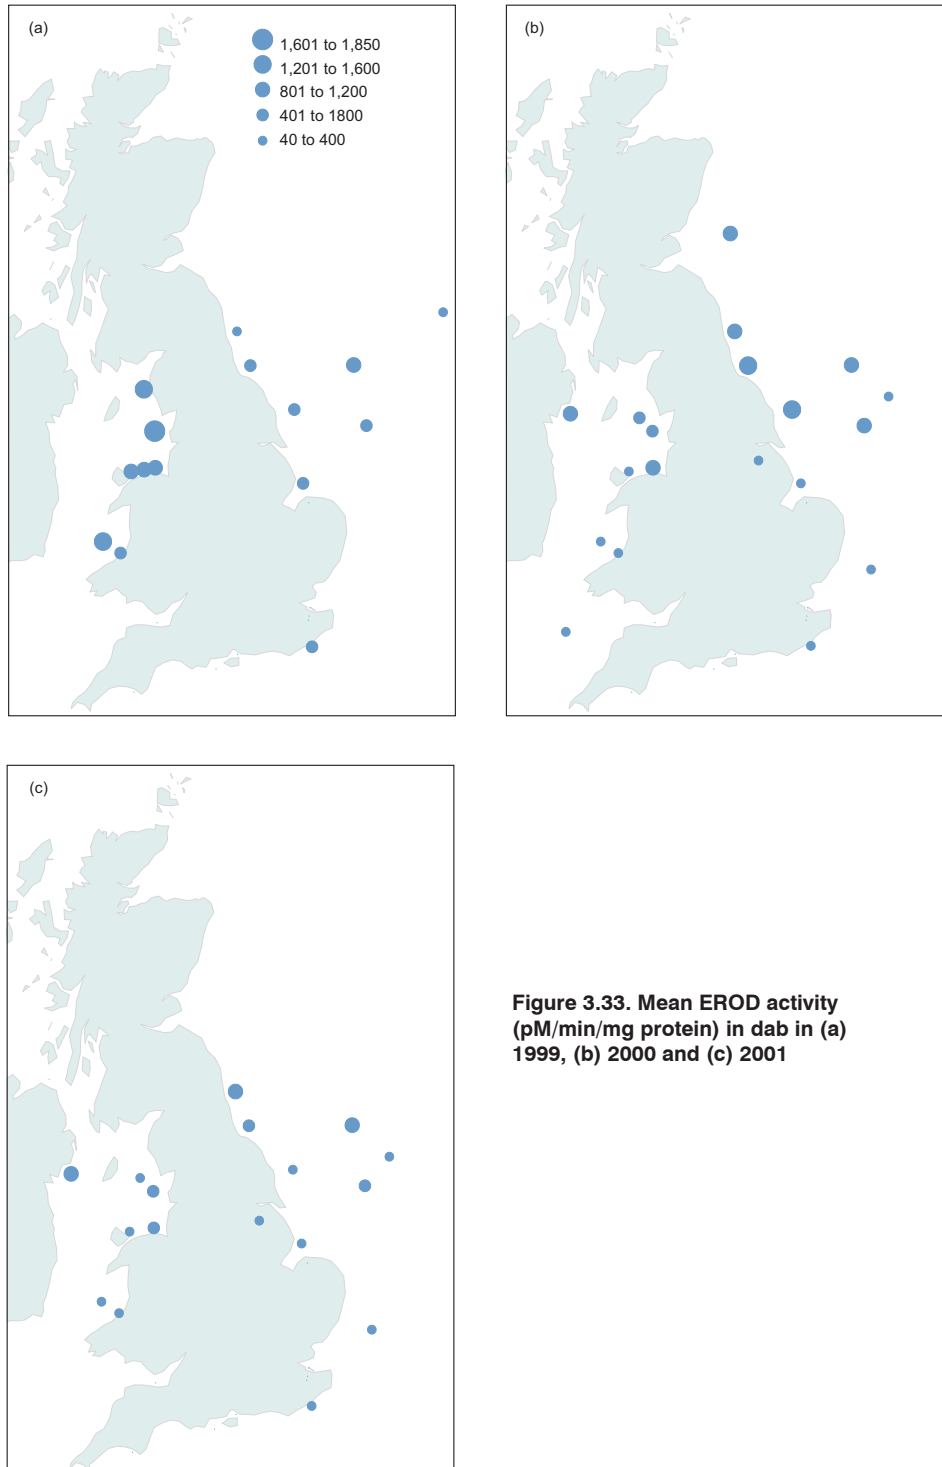 (a)
1,601 to 1,850
1,201 to 1,600
801 to 1,200
401 to 1800
40 to 400
(b)
(c)
Figure 3.33. Mean EROD activity
(pM/min/mg protein) in dab in (a)
1999, (b) 2000 and (c) 2001